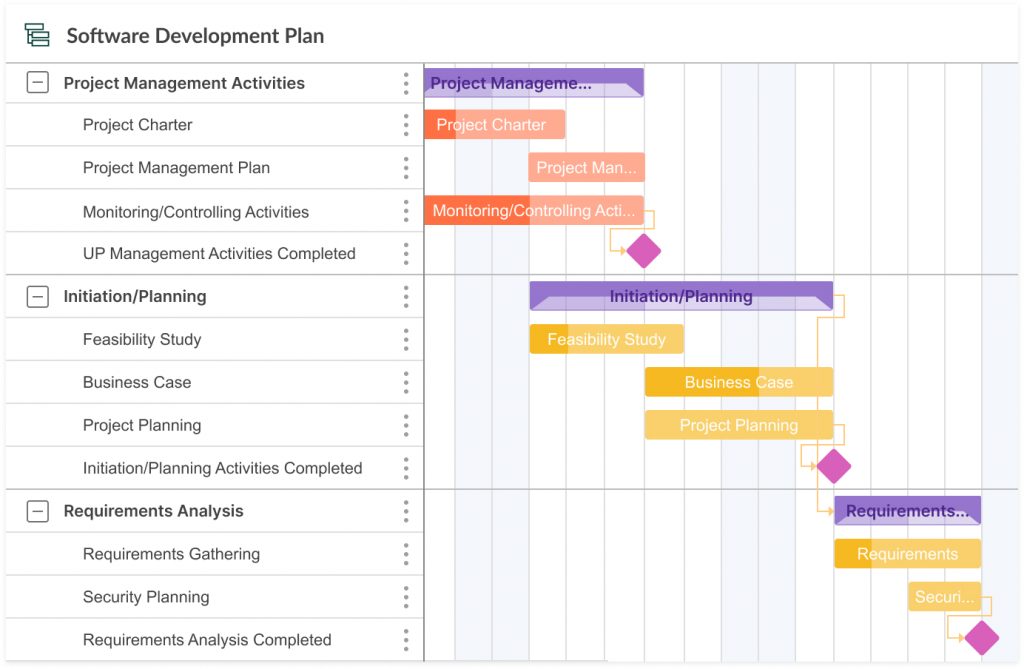 Software Development Plan
Project Management Activities
Project Manageme...
Project Charter
Project Charter
Project Management Plan
Project Man...
Monitoring/Controlling Activities
Monitoring/Controlling Acti...
UP Management Activities Completed
Initiation/Planning
Initiation/Planning
Feasibility Study
Feasibility Study
Business Case
Business Case
Project Planning
Project Planning
Initiation/Planning Activities Completed
Requirements Analysis
Requirements...
Requirements Gathering
Requirements
Security Planning
Securi...
Requirements Analysis Completed